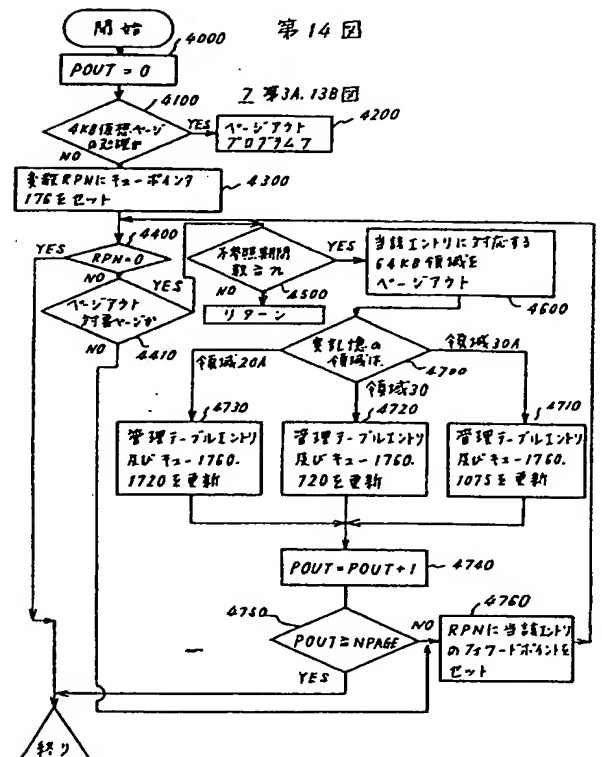 開始
第14図
4000
POUT = 0
4100
第3A.13B図
4KB仮想ページ
の処理か
YES
4200
ページアウト
プログラム7
NO
変数RPNにキューポインタ
176をセット
4300
4400
YES
RPN=0
NO
ページアウト
対象ページか
YES
NO
4410
不参照期間
数≧n
YES
NO
4500
リターン
当該エントリに対応する
64KB領域を
ページアウト
4600
実記憶の
領域は
4700
領域20A
領域30
領域30A
4730
管理テーブルエントリ
及びキュー1760.
1720を更新
4720
管理テーブルエントリ
及びキュー1760.
720を更新
4710
管理テーブルエントリ
及びキュー1760.
1075を更新
POUT=POUT+1
4740
4750
POUT≧NPAGE
NO
YES
4760
RPNに当該エントリ
のフォワードポイントを
セット
終り